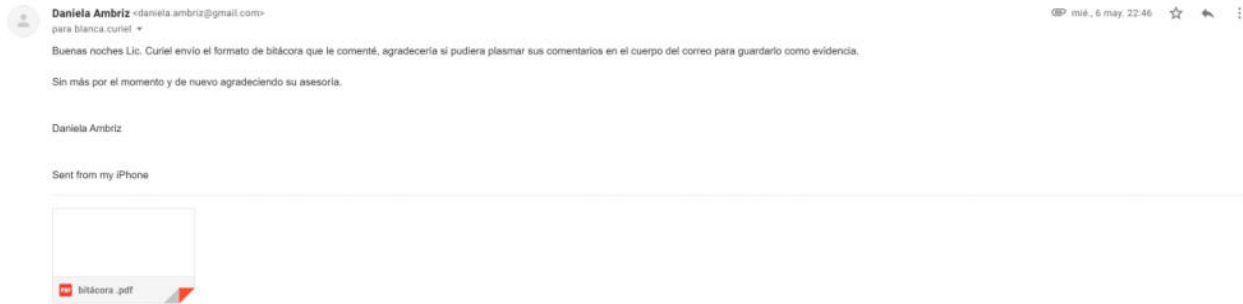 Daniela Ambriz <daniela.ambriz@gmail.com>
mié., 6 may. 22:46
para blanca.curiel
Buenas noches Lic. Curiel envío el formato de bitácora que le comenté, agradecería si pudiera plasmar sus comentarios en el cuerpo del correo para guardarlo como evidencia.
Sin más por el momento y de nuevo agradeciendo su asesoría.
Daniela Ambriz
Sent from my iPhone
PDF bitácora .pdf